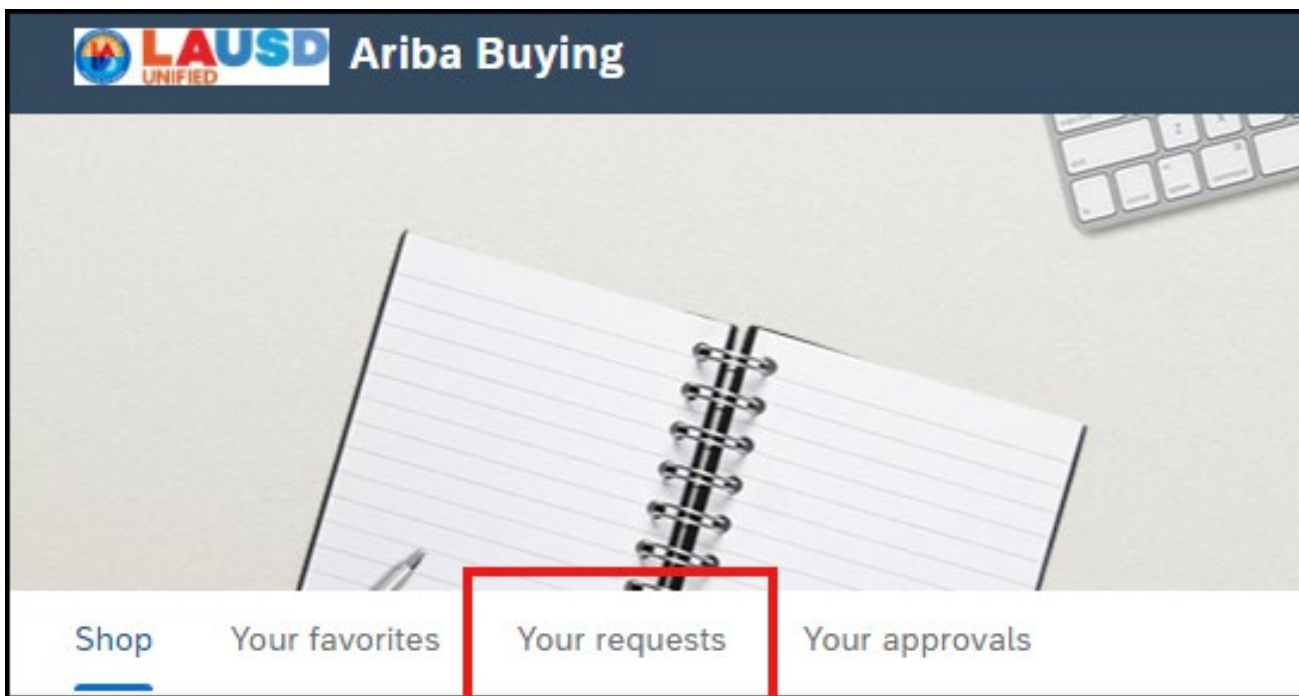 LAUSD
UNIFIED
Ariba Buying
Z X
Shop Your favorites Your requests Your approvals